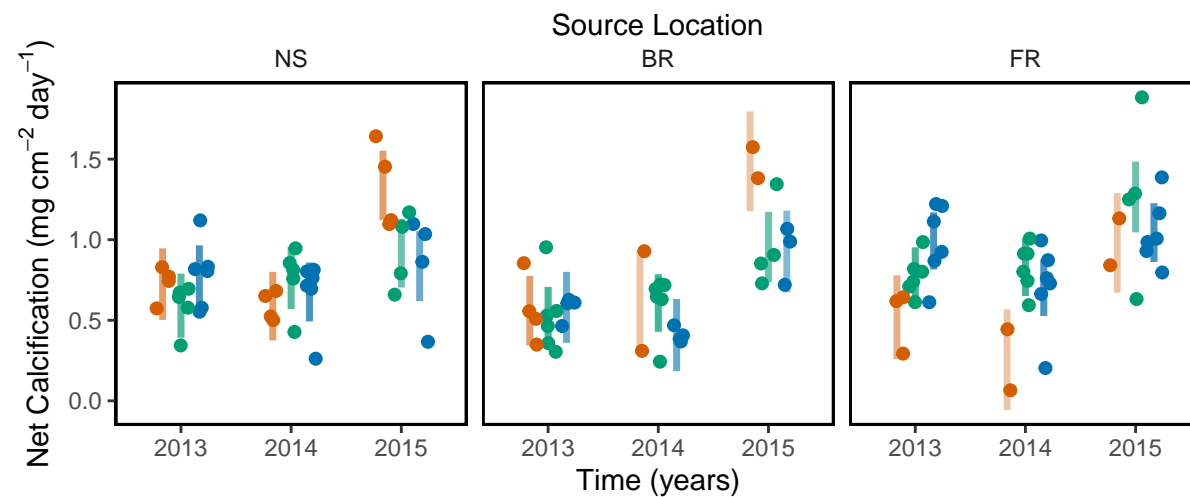 Source Location
NS BR FR
Net Calcification (mg cm⁻² day⁻¹)
1.5
1.0
0.5
0.0
2013 2014 2015 2013 2014 2015 2013 2014 2015
Time (years)